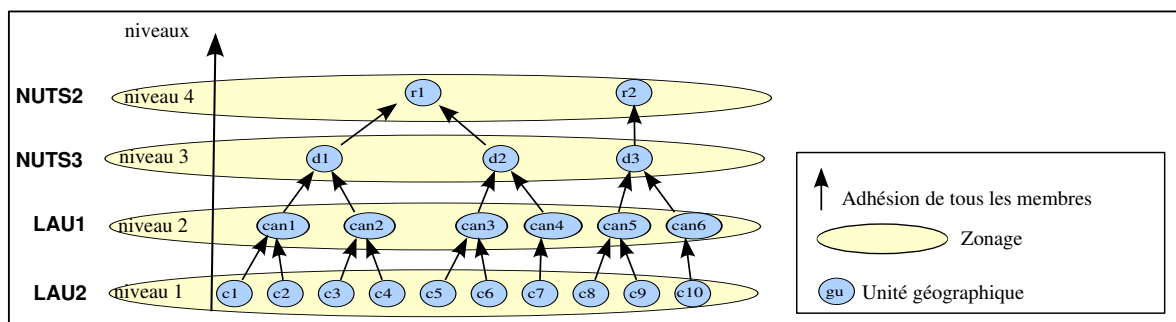 niveaux
NUTS2 niveau 4 r1 r2
NUTS3 niveau 3 d1 d2 d3
LAU1 niveau 2 can1 can2 can3 can4 can5 can6
LAU2 niveau 1 c1 c2 c3 c4 c5 c6 c7 c8 c9 c10
Adhésion de tous les membres
Zonage
gu Unité géographique